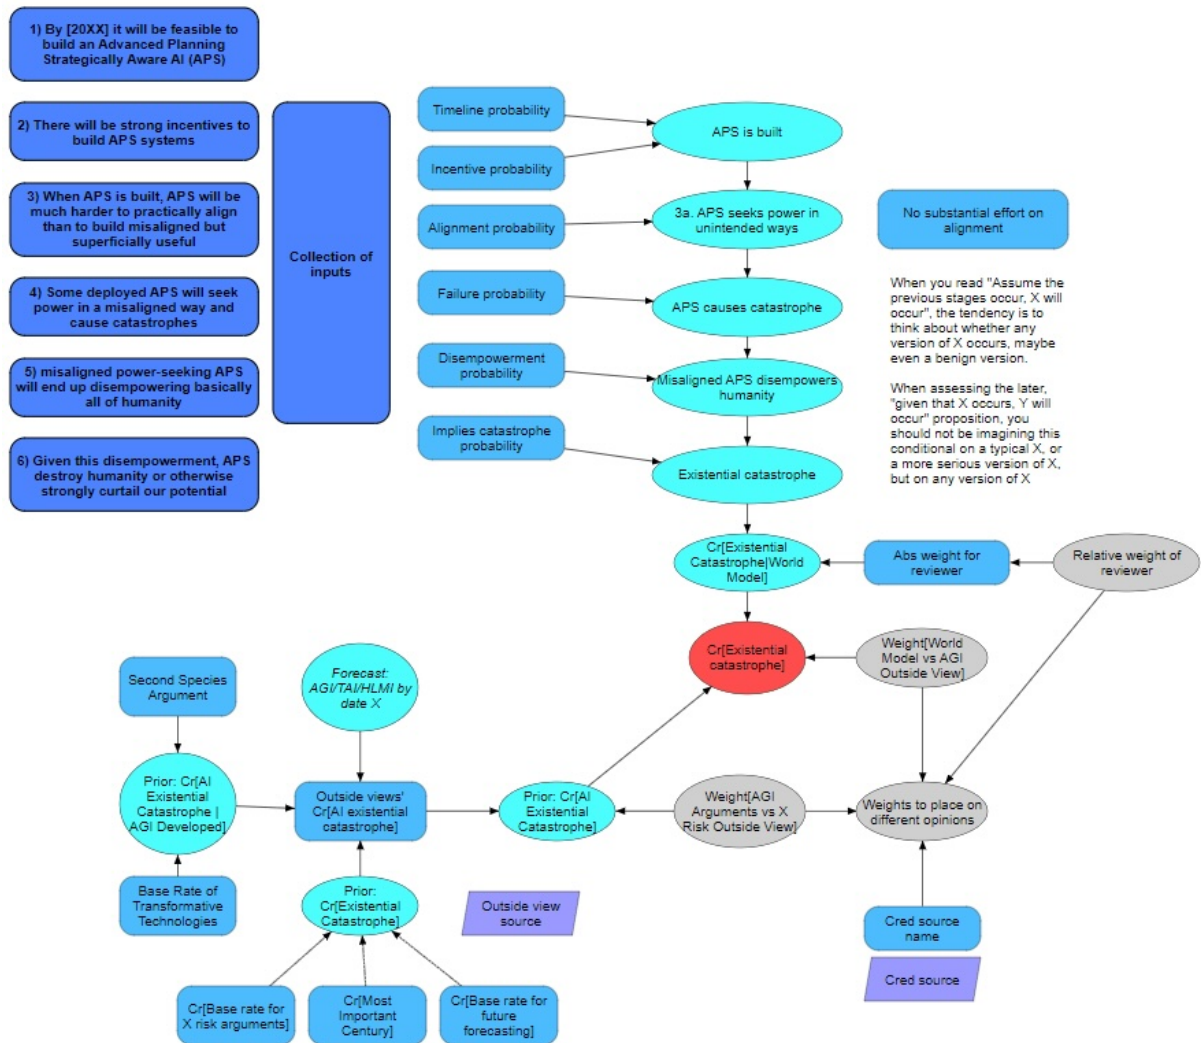 1) By [20XX] it will be feasible to
build an Advanced Planning
Strategically Aware AI (APS)
2) There will be strong incentives to
build APS systems
3) When APS is built, APS will be
much harder to practically align
than to build misaligned but
superficially useful
4) Some deployed APS will seek
power in a misaligned way and
cause catastrophes
5) misaligned power-seeking APS
will end up disempowering basically
all of humanity
6) Given this disempowerment, APS
destroy humanity or otherwise
strongly curtail our potential
Collection of
inputs
Timeline probability
Incentive probability
Alignment probability
Failure probability
Disempowerment
probability
Implies catastrophe
probability
APS is built
3a. APS seeks power in
unintended ways
APS causes catastrophe
Misaligned APS disempowers
humanity
Existential catastrophe
No substantial effort on
alignment
When you read "Assume the
previous stages occur, X will
occur", the tendency is to
think about whether any
version of X occurs, maybe
even a benign version.
When assessing the later,
"given that X occurs, Y will
occur" proposition, you
should not be imagining this
conditional on a typical X, or
a more serious version of X,
but on any version of X
Cr[Existential
Catastrophe|World
Model]
Abs weight for
reviewer
Relative weight of
reviewer
Cr[Existential
catastrophe]
Weight[World
Model vs AGI
Outside View]
Second Species
Argument
Forecast:
AGI/TAI/HLMI by
date X
Prior: Cr[AI
Existential
Catastrophe |
AGI Developed]
Outside views'
Cr[AI existential
catastrophe]
Prior: Cr[AI
Existential
Catastrophe]
Weight[AGI
Arguments vs X
Risk Outside View]
Weights to place on
different opinions
Base Rate of
Transformative
Technologies
Prior:
Cr[Existential
Catastrophe]
Outside view
source
Cred source
name
Cred source
Cr[Base rate for
X risk arguments]
Cr[Most
Important
Century]
Cr[Base rate for
future
forecasting]